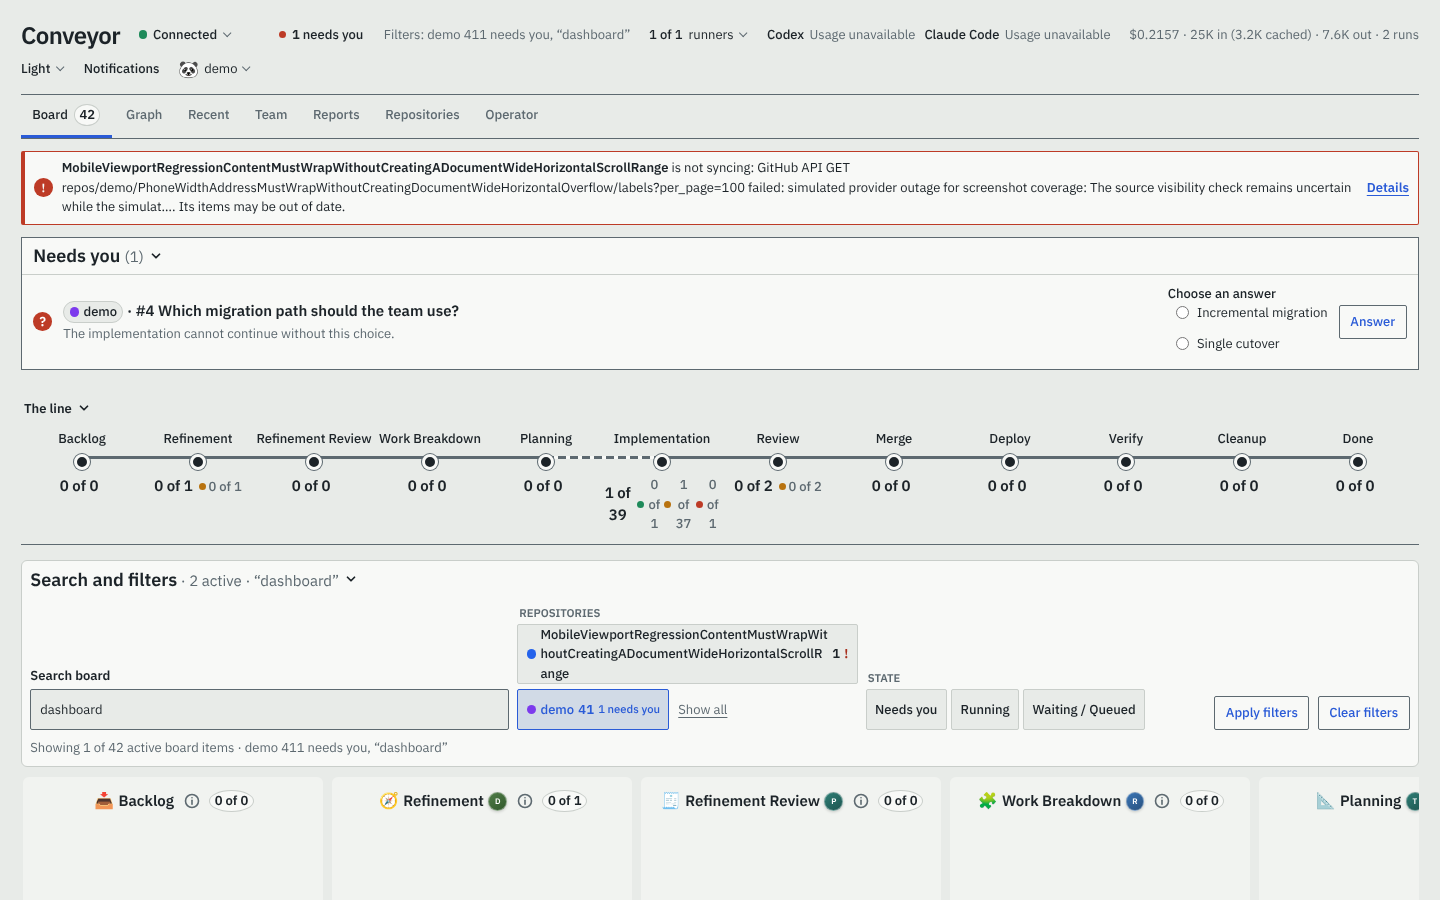 Conveyor
Connected
1 needs you
Filters: demo 411 needs you, “dashboard”
1 of 1 runners
Codex Usage unavailable
Claude Code Usage unavailable
$0.2157 · 25K in (3.2K cached) · 7.6K out · 2 runs
Light
Notifications
demo
Board 42
Graph
Recent
Team
Reports
Repositories
Operator
MobileViewportRegressionContentMustWrapWithoutCreatingADocumentWideHorizontalScrollRange is not syncing: GitHub API GET
repos/demo/PhoneWidthAddressMustWrapWithoutCreatingDocumentWideHorizontalOverflow/labels?per_page=100 failed: simulated provider outage for screenshot coverage: The source visibility check remains uncertain
while the simulat.... Its items may be out of date.
Details
Needs you (1)
demo · #4 Which migration path should the team use?
The implementation cannot continue without this choice.
Choose an answer
Incremental migration
Single cutover
Answer
The line
Backlog
Refinement
Refinement Review
Work Breakdown
Planning
Implementation
Review
Merge
Deploy
Verify
Cleanup
Done
0 of 0
0 of 1 0 of 1
0 of 0
0 of 0
0 of 0
1 of 39
0 of 1
1 of 37
0 of 1
0 of 2 0 of 2
0 of 0
0 of 0
0 of 0
0 of 0
0 of 0
Search and filters · 2 active · “dashboard”
REPOSITORIES
MobileViewportRegressionContentMustWrapWit
houtCreatingADocumentWideHorizontalScrollR 1 !
ange
Search board
dashboard
demo 41 1 needs you
Show all
STATE
Needs you
Running
Waiting / Queued
Apply filters
Clear filters
Showing 1 of 42 active board items · demo 411 needs you, “dashboard”
Backlog 0 of 0
Refinement D 0 of 1
Refinement Review P 0 of 0
Work Breakdown R 0 of 0
Planning T